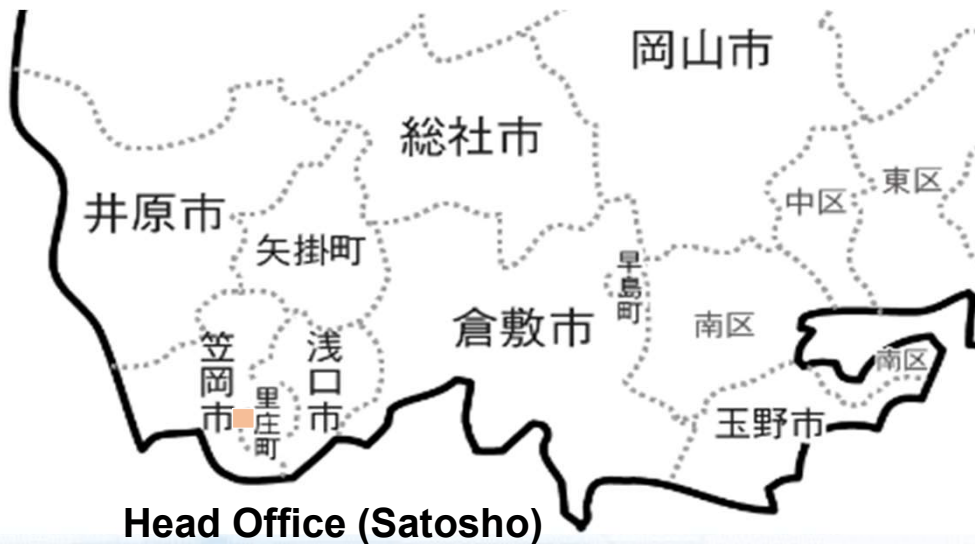 岡山市
総社市
東区
中区
井原市
矢掛町
早島町
倉敷市
南区
笠岡市
浅口市
南区
里庄町
玉野市
Head Office (Satosho)